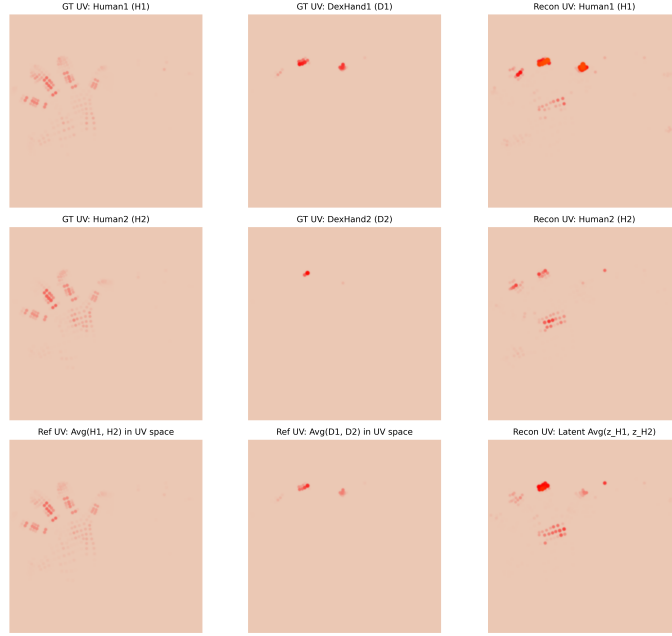 GT UV: Human1 (H1)
GT UV: DexHand1 (D1)
Recon UV: Human1 (H1)
GT UV: Human2 (H2)
GT UV: DexHand2 (D2)
Recon UV: Human2 (H2)
Ref UV: Avg(H1, H2) in UV space
Ref UV: Avg(D1, D2) in UV space
Recon UV: Latent Avg(z_H1, z_H2)